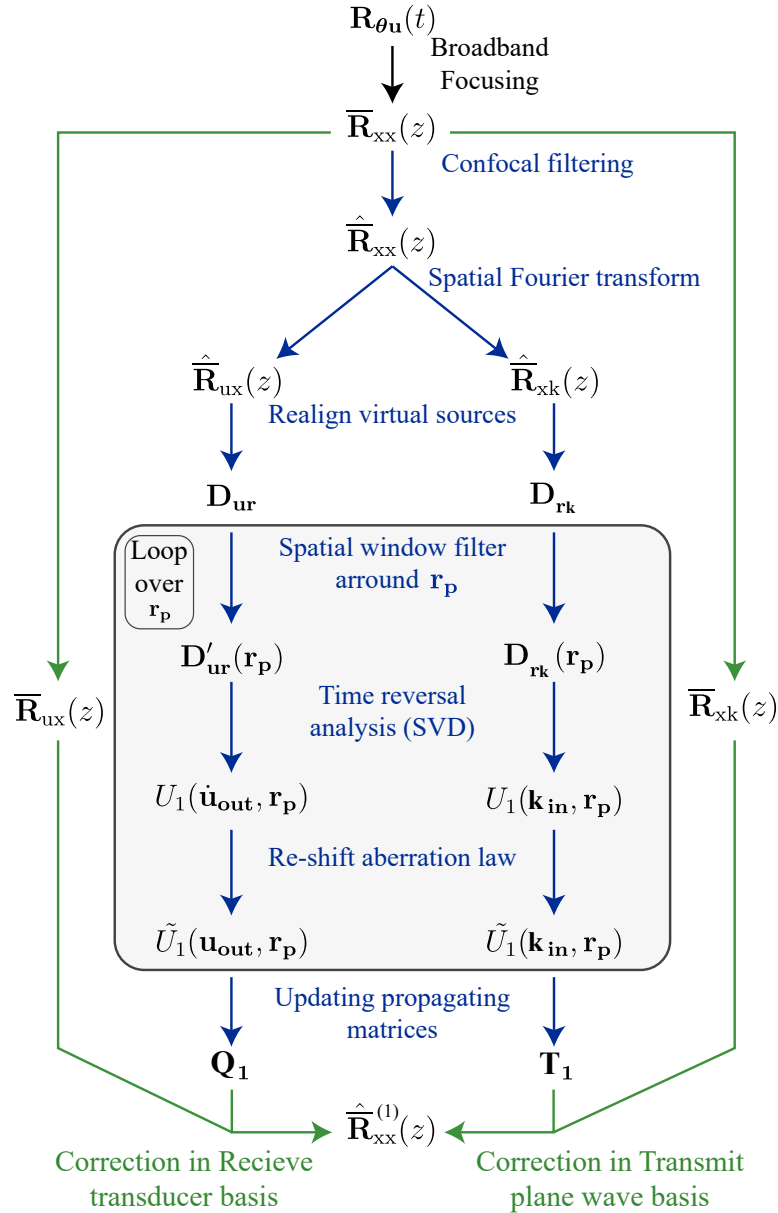 R_θu(t)
Broadband
Focusing
R̅_xx(z)
Confocal filtering
R̅̂_xx(z)
Spatial Fourier transform
R̅̂_ux(z) R̅̂_xk(z)
Realign virtual sources
D_ur D_rk
Loop
over
r_p
Spatial window filter
arround r_p
D′_ur(r_p) D_rk(r_p)
R̅_ux(z) R̅_xk(z)
Time reversal
analysis (SVD)
U_1(u̇_out, r_p) U_1(k_in, r_p)
Re-shift aberration law
Ũ_1(u_out, r_p) Ũ_1(k_in, r_p)
Updating propagating
matrices
Q_1 T_1
R̅̂_xx^(1)(z)
Correction in Recieve
transducer basis
Correction in Transmit
plane wave basis